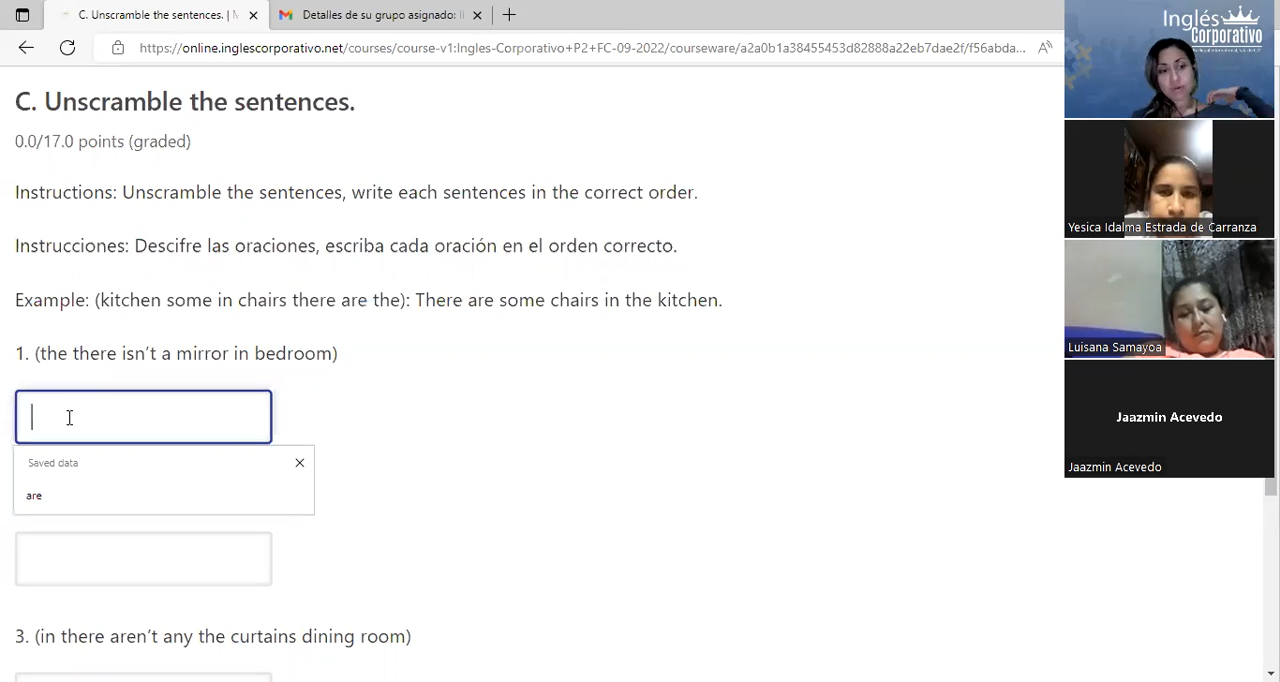 C. Unscramble the sentences. | M
Detalles de su grupo asignado: II
https://online.inglescorporativo.net/courses/course-v1:Ingles-Corporativo+P2+FC-09-2022/courseware/a2a0b1a38455453d82888a22eb7dae2f/f56abda...
Inglés
Corporativo
C. Unscramble the sentences.
0.0/17.0 points (graded)
Instructions: Unscramble the sentences, write each sentences in the correct order.
Yesica Idalma Estrada de Carranza
Instrucciones: Descifre las oraciones, escriba cada oración en el orden correcto.
Example: (kitchen some in chairs there are the): There are some chairs in the kitchen.
Luisana Samayoa
1. (the there isn't a mirror in bedroom)
Jaazmin Acevedo
Jaazmin Acevedo
Saved data
are
3. (in there aren't any the curtains dining room)